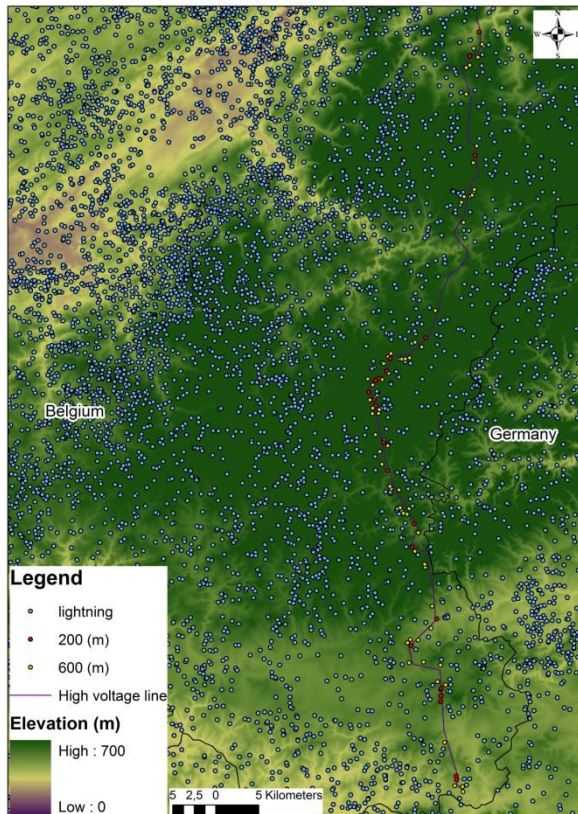 N
W E
S
Belgium
Germany
Legend
lightning
200 (m)
600 (m)
High voltage line
Elevation (m)
High : 700
Low : 0
5 2,5 0 5 Kilometers